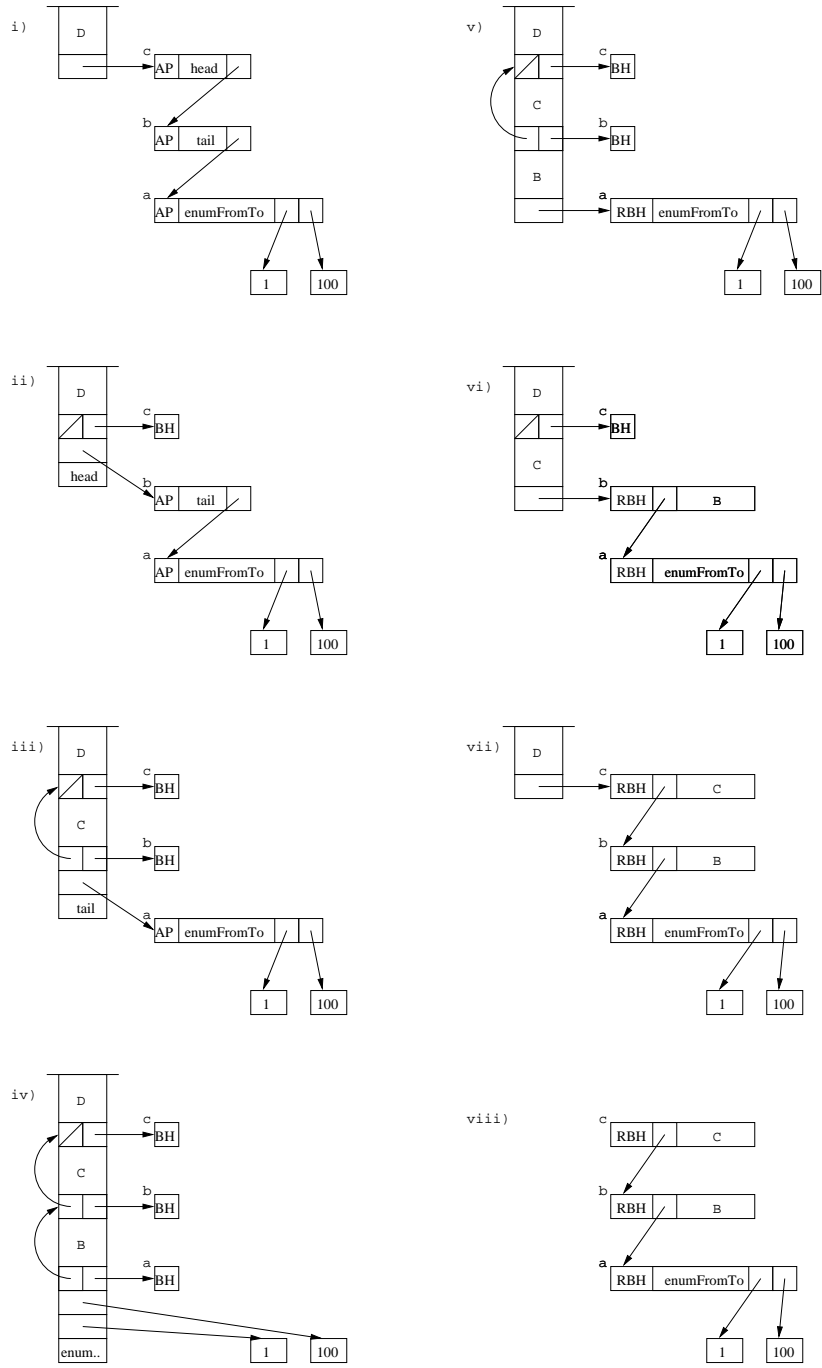 i)
D
c
AP head
b
AP tail
a
AP enumFromTo
1 100
ii)
D
c
BH
head
b
AP tail
a
AP enumFromTo
1 100
iii)
D
c
BH
C
b
BH
tail
a
AP enumFromTo
1 100
iv)
D
c
BH
C
b
BH
B
a
BH
enum..
1 100
v)
D
c
BH
C
b
BH
B
a
RBH enumFromTo
1 100
vi)
D
c
BH
C
b
RBH B
a
RBH enumFromTo
1 100
vii)
D
c
RBH C
b
RBH B
a
RBH enumFromTo
1 100
viii)
c
RBH C
b
RBH B
a
RBH enumFromTo
1 100